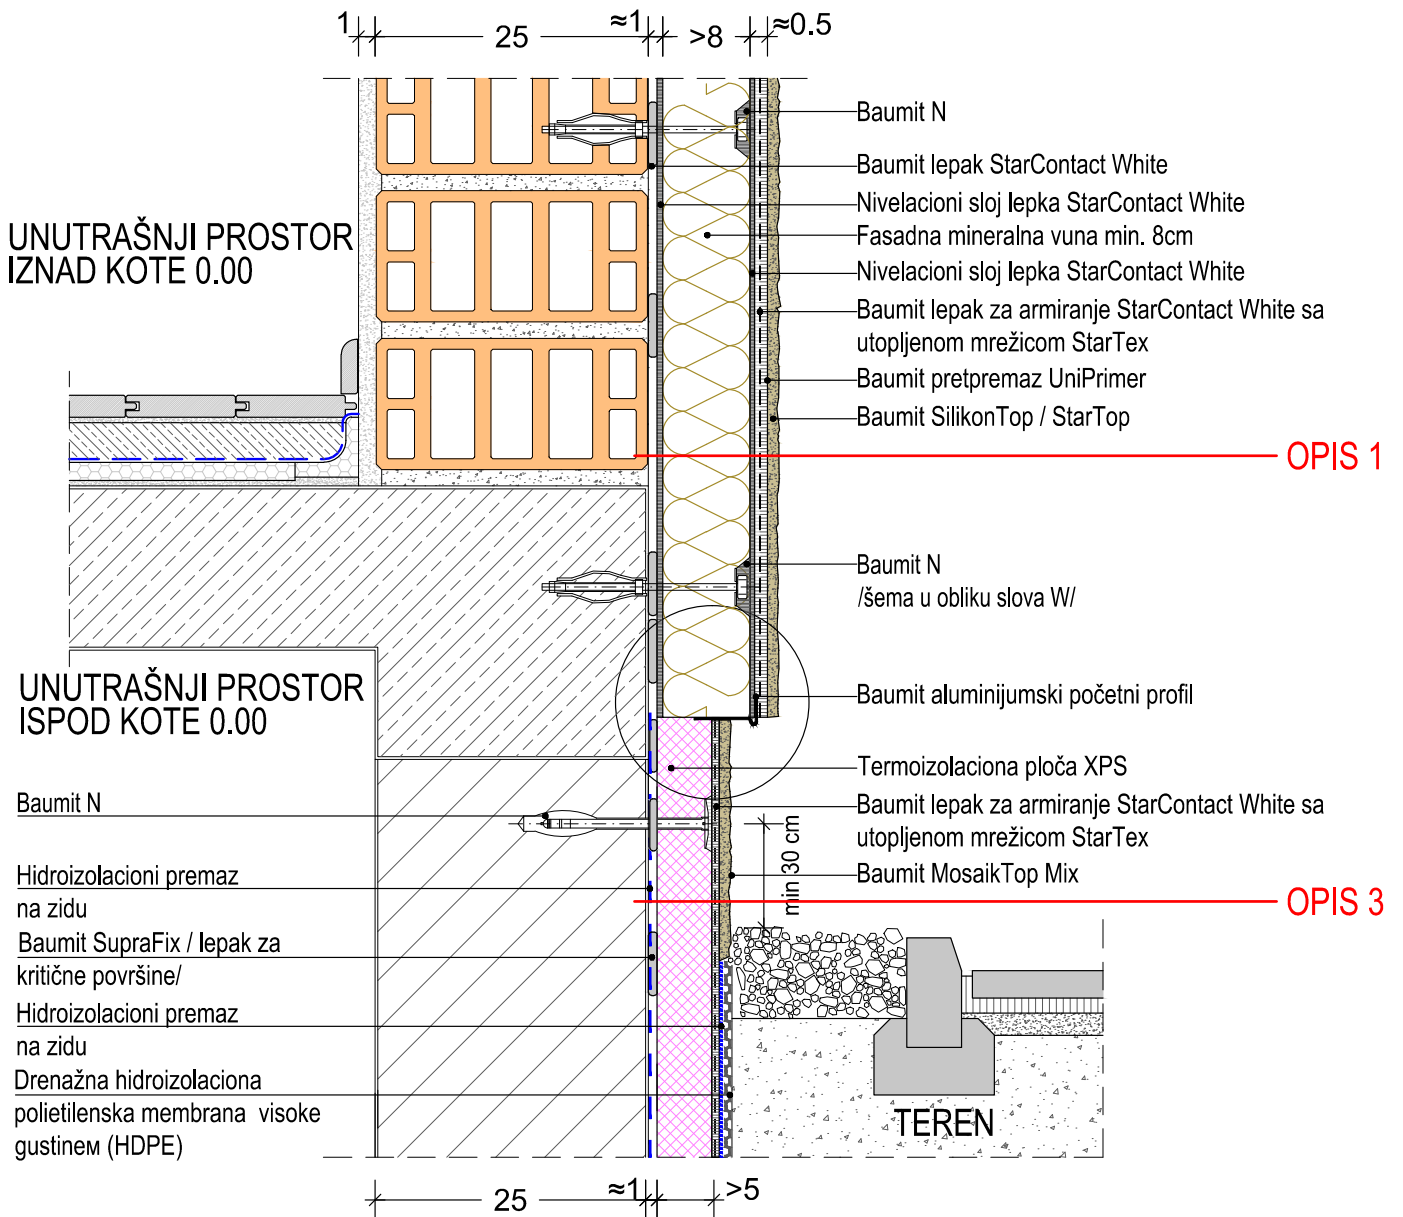 1
25
≈1
>8
≈0.5
Baumit N
Baumit lepak StarContact White
Nivelacioni sloj lepka StarContact White
Fasadna mineralna vuna min. 8cm
Nivelacioni sloj lepka StarContact White
Baumit lepak za armiranje StarContact White sa
utopljenom mrežicom StarTex
Baumit pretpremaz UniPrimer
Baumit SilikonTop / StarTop
OPIS 1
UNUTRAŠNJI PROSTOR
IZNAD KOTE 0.00
Baumit N
/šema u obliku slova W/
Baumit aluminijumski početni profil
UNUTRAŠNJI PROSTOR
ISPOD KOTE 0.00
Termoizolaciona ploča XPS
Baumit lepak za armiranje StarContact White sa
utopljenom mrežicom StarTex
Baumit MosaikTop Mix
min 30 cm
OPIS 3
Baumit N
Hidroizolacioni premaz
na zidu
Baumit SupraFix / lepak za
kritične površine/
Hidroizolacioni premaz
na zidu
Drenažna hidroizolaciona
polietilenska membrana visoke
gustineм (HDPE)
TEREN
25
≈1
>5